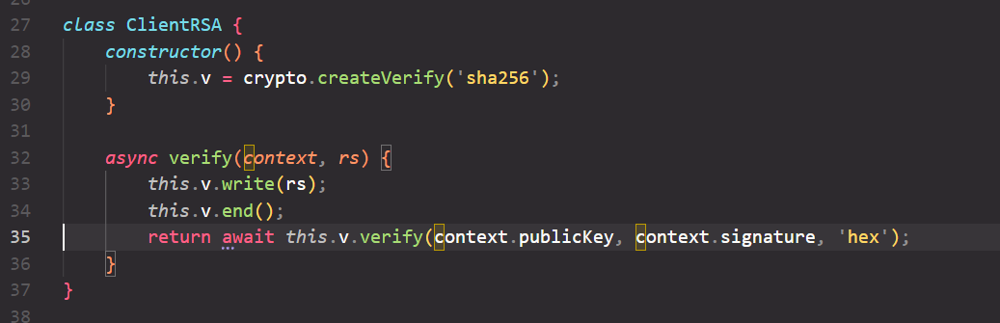 26
27 class ClientRSA {
28     constructor() {
29         this.v = crypto.createVerify('sha256');
30     }
31
32     async verify(context, rs) {
33         this.v.write(rs);
34         this.v.end();
35         return await this.v.verify(context.publicKey, context.signature, 'hex');
36     }
37 }
38